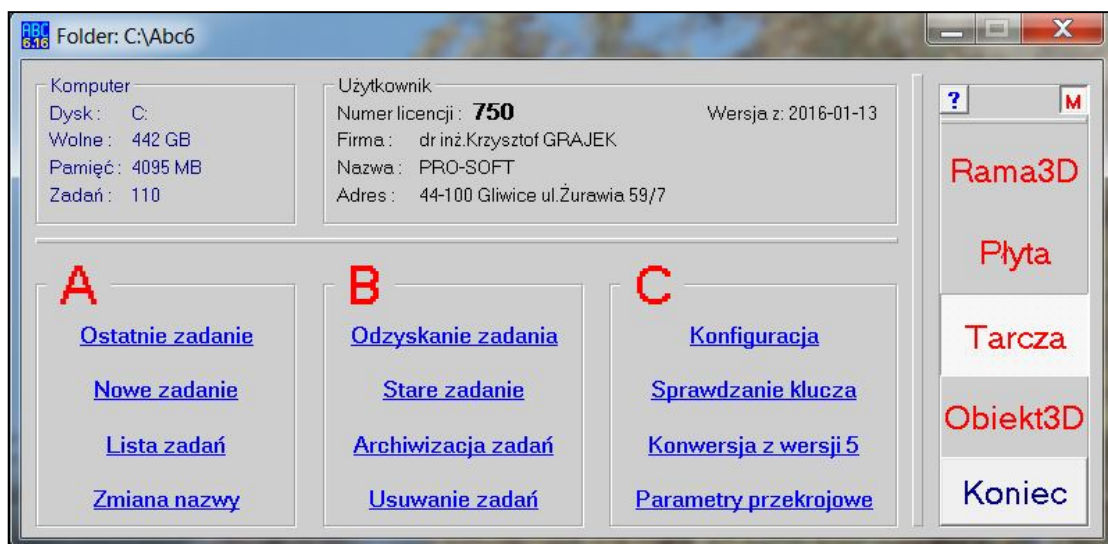 ABC 6.16 Folder: C:\Abc6
Komputer
Dysk : C:
Wolne : 442 GB
Pamięć : 4095 MB
Zadań : 110
Użytkownik
Numer licencji : 750 Wersja z: 2016-01-13
Firma : dr inż.Krzysztof GRAJEK
Nazwa : PRO-SOFT
Adres : 44-100 Gliwice ul.Żurawia 59/7
? M
Rama3D
Płyta
Tarcza
Obiekt3D
Koniec
A
Ostatnie zadanie
Nowe zadanie
Lista zadań
Zmiana nazwy
B
Odzyskanie zadania
Stare zadanie
Archiwizacja zadań
Usuwanie zadań
C
Konfiguracja
Sprawdzanie klucza
Konwersja z wersji 5
Parametry przekrojowe